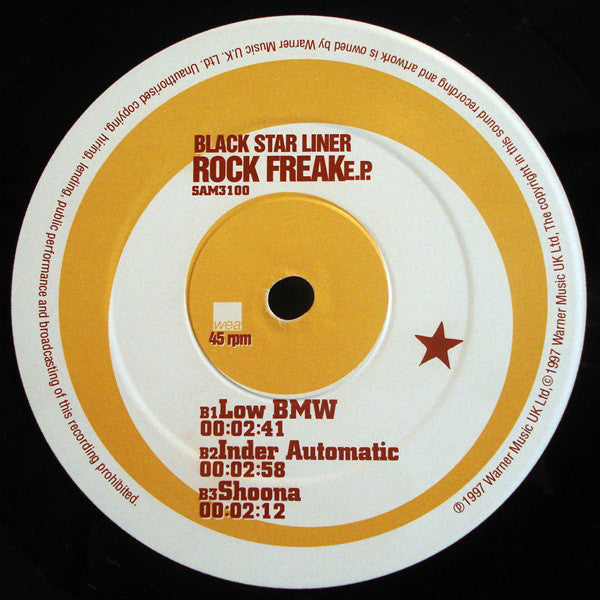 BLACK STAR LINER
ROCK FREAK E.P.
SAM3100
wea
45 rpm
B1 Low BMW
00:02:41
B2 Inder Automatic
00:02:58
B3 Shoona
00:02:12
℗ 1997 Warner Music UK Ltd, © 1997 Warner Music UK Ltd, The copyright in this sound recording and artwork is owned by Warner Music U.K. Ltd. Unauthorised copying, hiring, lending, public performance and broadcasting of this recording prohibited.